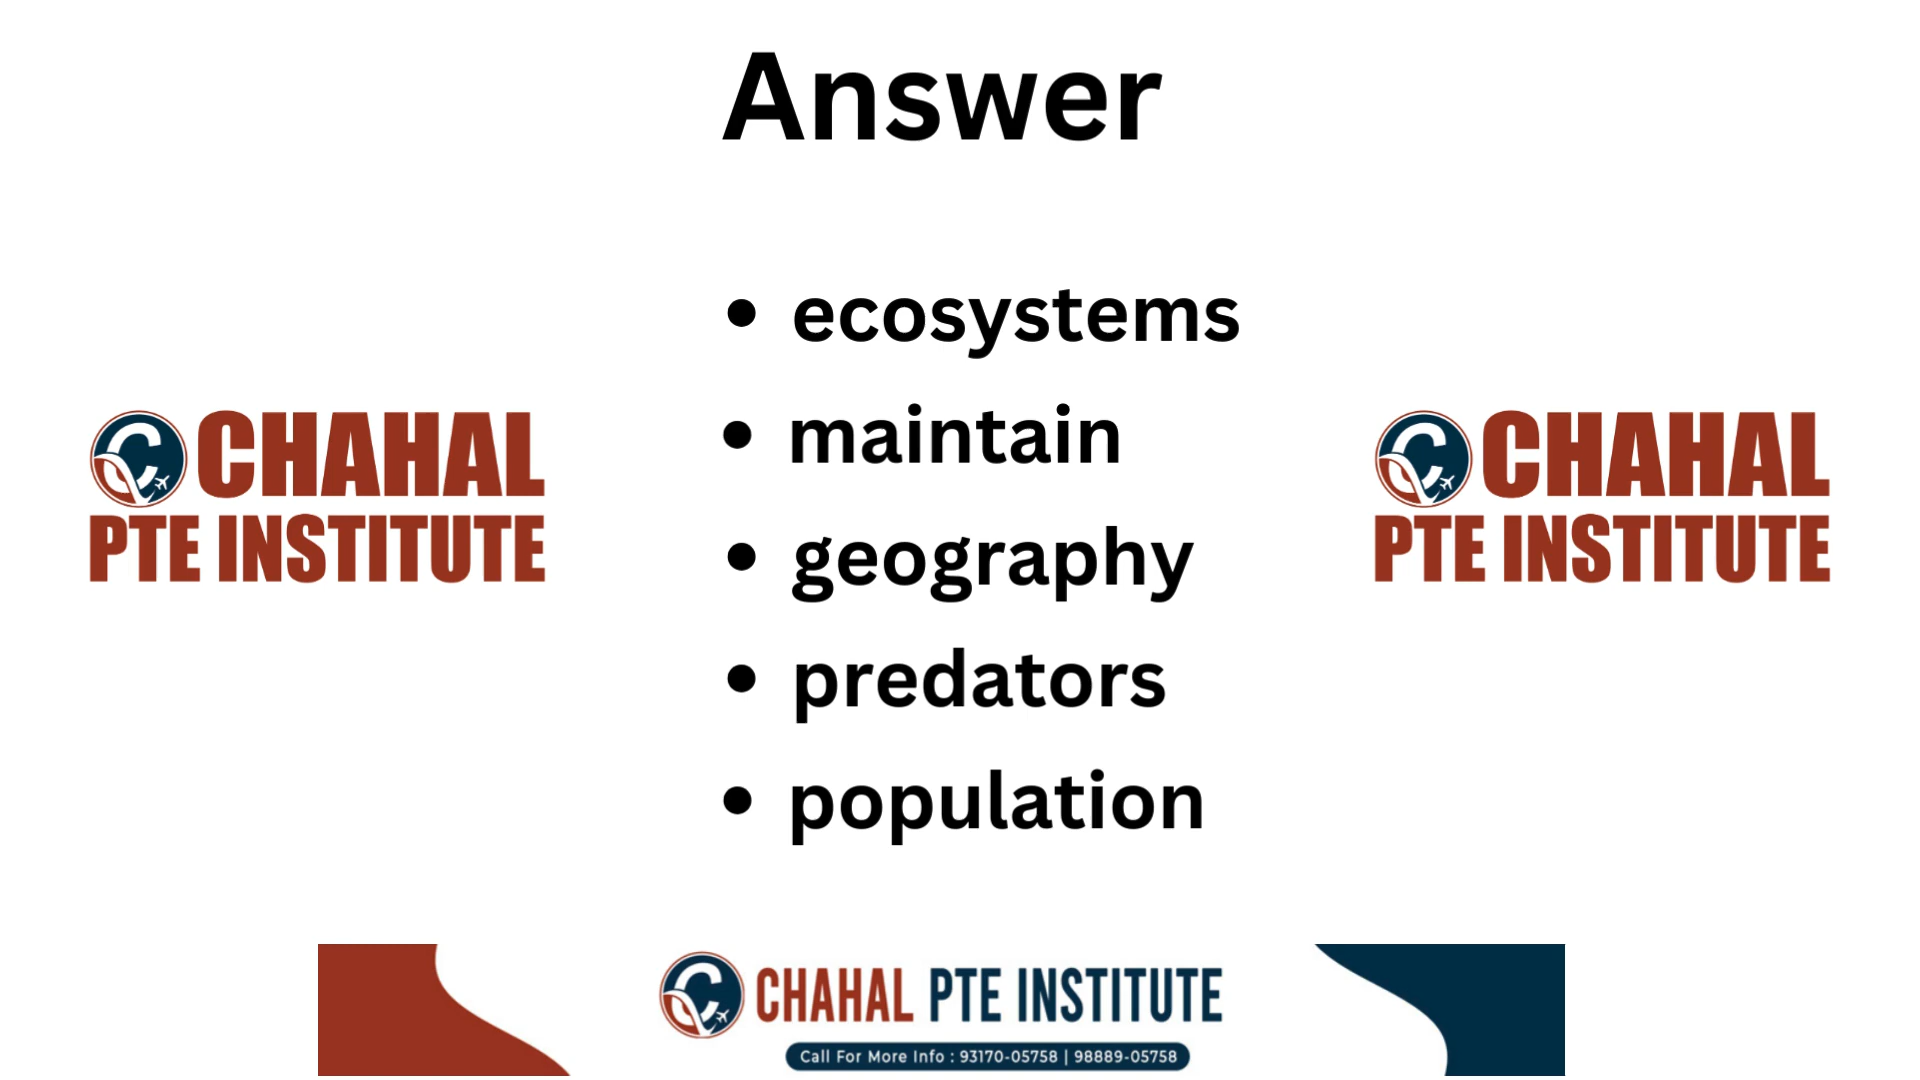 Answer
• ecosystems
• maintain
• geography
• predators
• population
CHAHAL
PTE INSTITUTE
CHAHAL
PTE INSTITUTE
CHAHAL PTE INSTITUTE
Call For More Info : 93170-05758 | 98889-05758